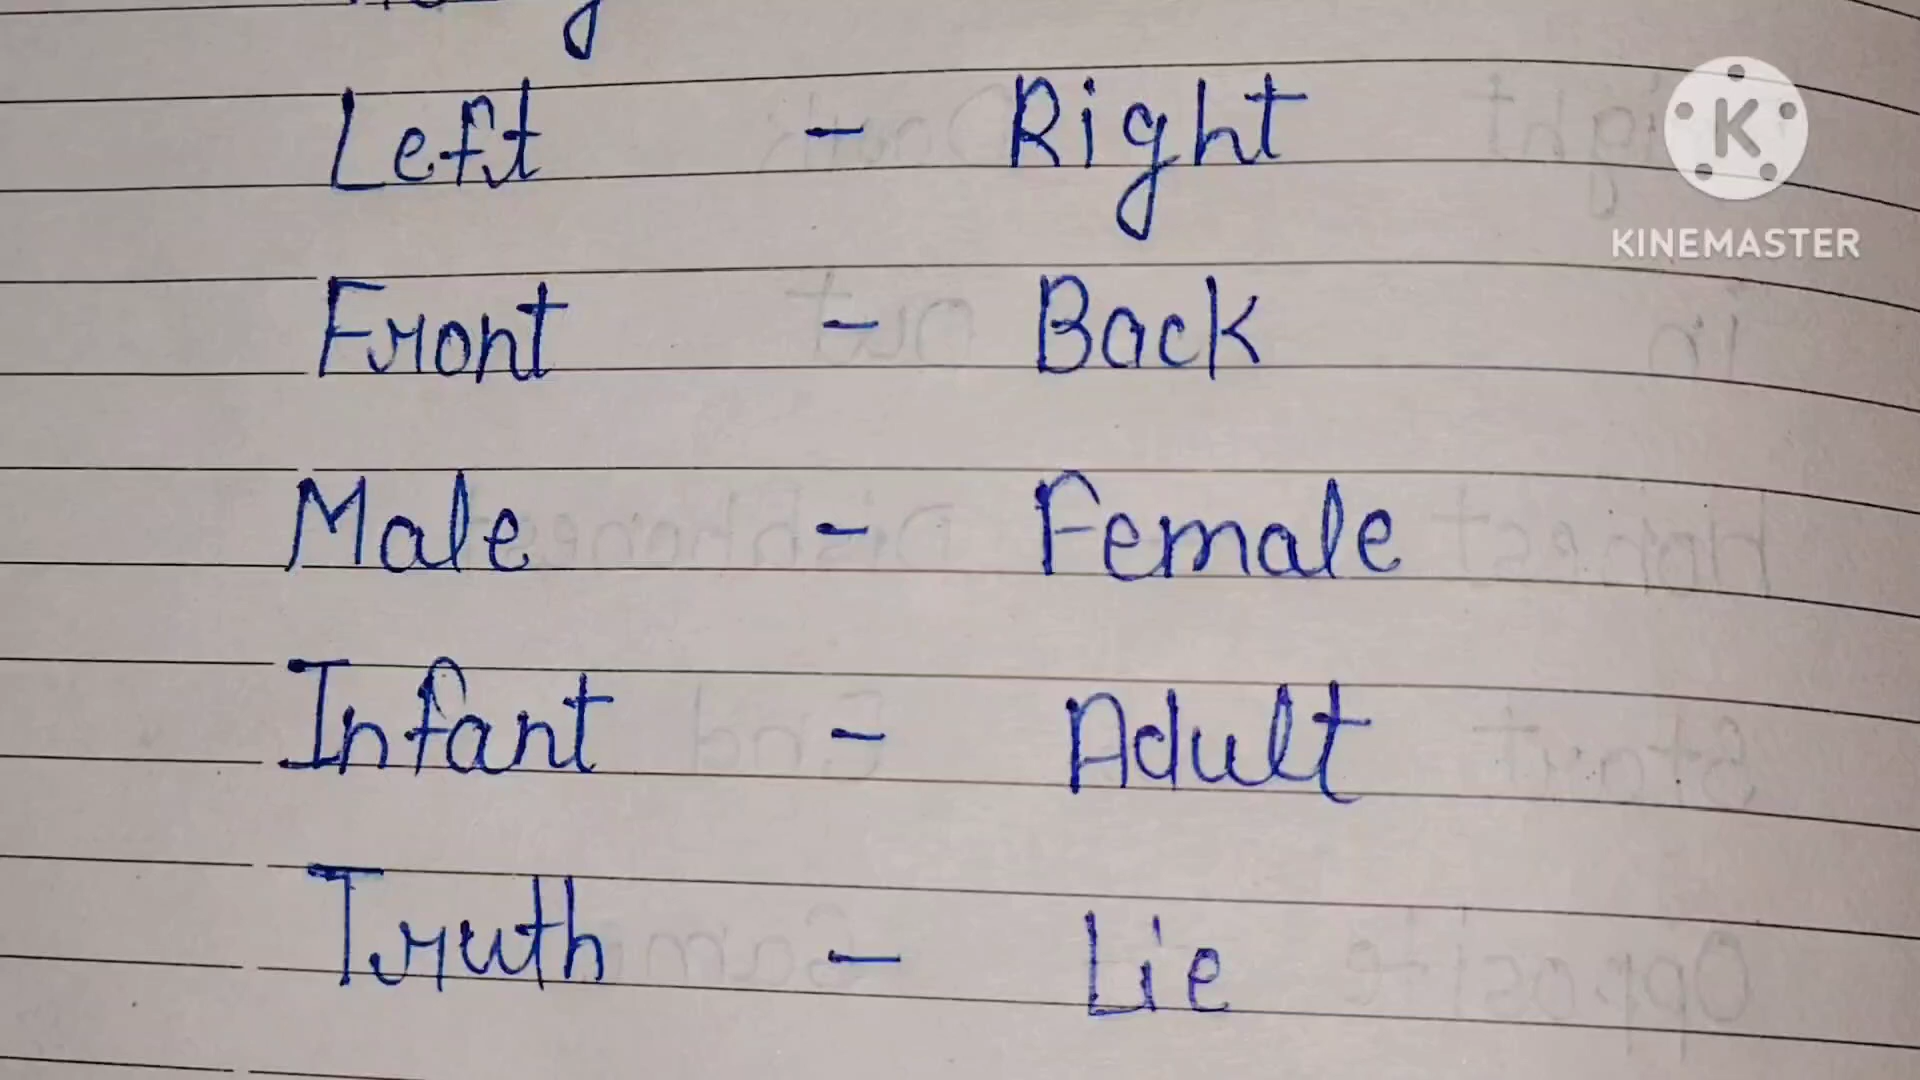 Left - Right
Front - Back
Male - Female
Infant - Adult
Truth - Lie
K
KINEMASTER